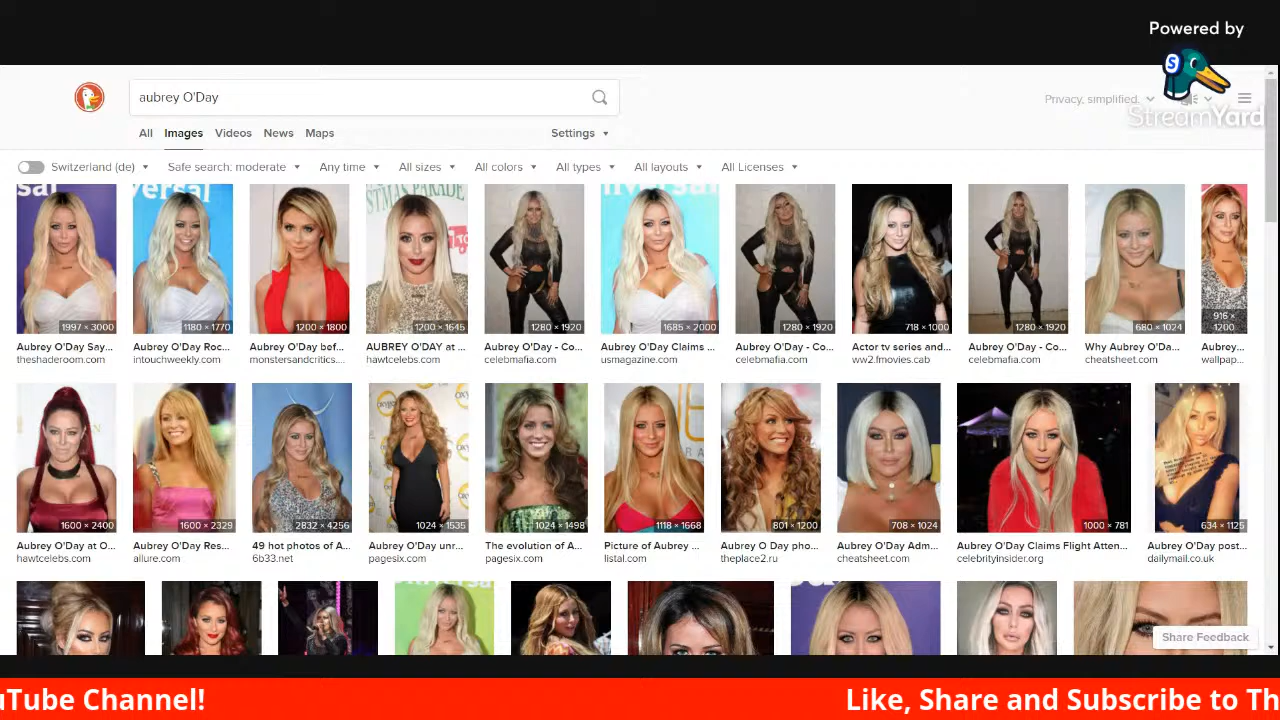 Powered by
StreamYard
aubrey O'Day
Privacy, simplified.
All Images Videos News Maps Settings
Switzerland (de) Safe search: moderate Any time All sizes All colors All types All layouts All Licenses
1997 × 3000 1180 × 1770 1200 × 1800 1200 × 1645 1280 × 1920 1685 × 2000 1280 × 1920 718 × 1000 1280 × 1920 680 × 1024 916 × 1200
Aubrey O'Day Say... Aubrey O'Day Roc... Aubrey O'Day bef... AUBREY O'DAY at ... Aubrey O'Day - Co... Aubrey O'Day Claims ... Aubrey O'Day - Co... Actor tv series and... Aubrey O'Day - Co... Why Aubrey O'Da... Aubrey...
theshaderoom.com intouchweekly.com monstersandcritics.... hawtcelebs.com celebmafia.com usmagazine.com celebmafia.com ww2.fmovies.cab celebmafia.com cheatsheet.com wallpap...
1600 × 2400 1600 × 2329 2832 × 4256 1024 × 1535 1024 × 1498 1118 × 1668 801 × 1200 708 × 1024 1000 × 781 634 × 1125
Aubrey O'Day at O... Aubrey O'Day Res... 49 hot photos of A... Aubrey O'Day unr... The evolution of A... Picture of Aubrey ... Aubrey O Day pho... Aubrey O'Day Adm... Aubrey O'Day Claims Flight Atten... Aubrey O'Day post...
hawtcelebs.com allure.com 6b33.net pagesix.com pagesix.com listal.com theplace2.ru cheatsheet.com celebrityinsider.org dailymail.co.uk
Share Feedback
uTube Channel! Like, Share and Subscribe to Th